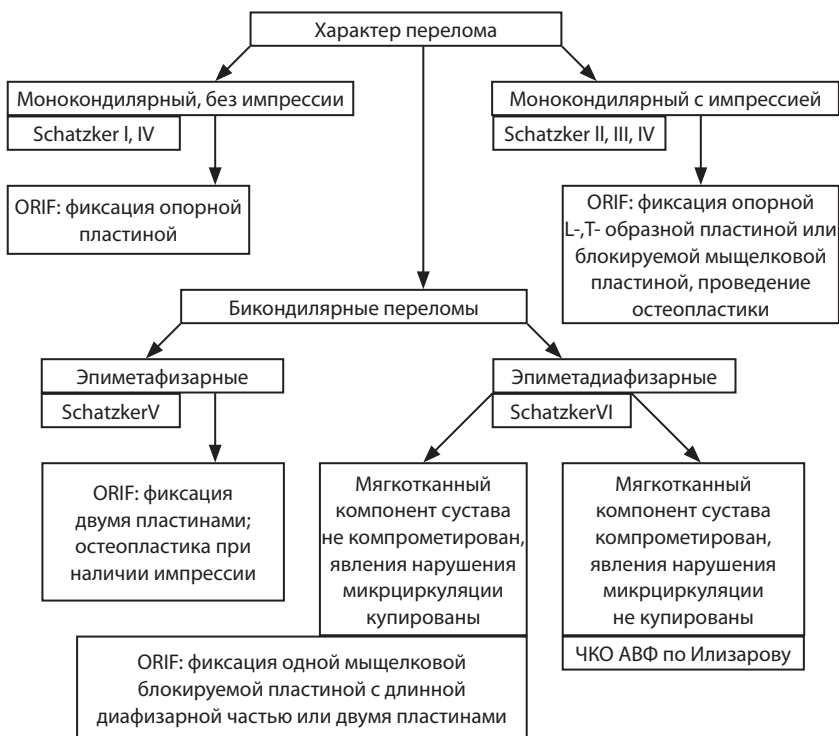 Характер перелома
Монокондилярный, без импрессии
Schatzker I, IV
Монокондилярный с импрессией
Schatzker II, III, IV
ORIF: фиксация опорной
пластиной
ORIF: фиксация опорной
L-,T- образной пластиной или
блокируемой мыщелковой
пластиной, проведение
остеопластики
Бикондилярные переломы
Эпиметафизарные
SchatzkerV
Эпиметадиафизарные
SchatzkerVI
ORIF: фиксация
двумя пластинами;
остеопластика при
наличии импрессии
Мягкотканный
компонент сустава
не компрометирован,
явления нарушения
микрциркуляции
купированы
Мягкотканный
компонент сустава
компрометирован,
явления нарушения
микрциркуляции
не купированы
ORIF: фиксация одной мыщелковой
блокируемой пластиной с длинной
диафизарной частью или двумя пластинами
ЧКО АВФ по Илизарову